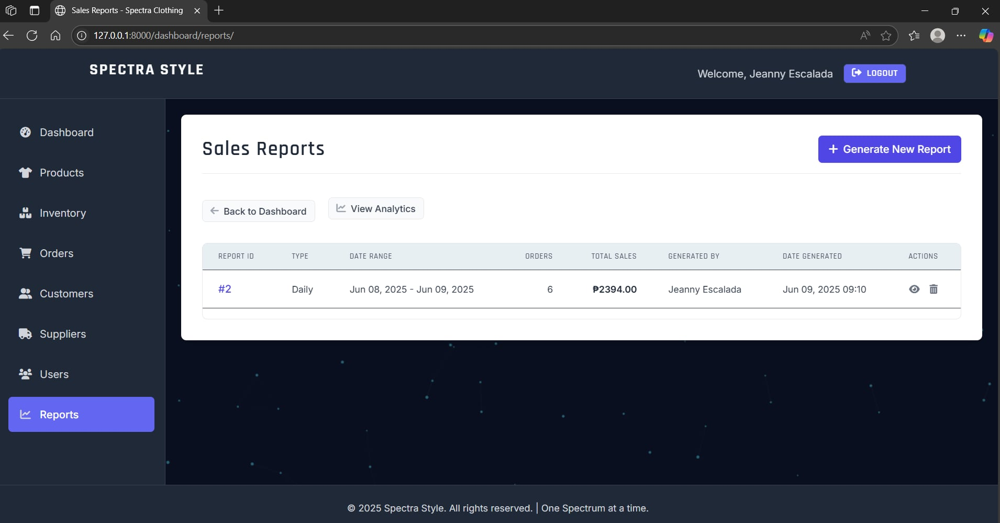 Sales Reports - Spectra Clothing
127.0.0.1:8000/dashboard/reports/
SPECTRA STYLE
Welcome, Jeanny Escalada
LOGOUT
Dashboard
Products
Inventory
Orders
Customers
Suppliers
Users
Reports
Sales Reports
+ Generate New Report
Back to Dashboard
View Analytics
REPORT ID TYPE DATE RANGE ORDERS TOTAL SALES GENERATED BY DATE GENERATED ACTIONS
#2 Daily Jun 08, 2025 - Jun 09, 2025 6 ₱2394.00 Jeanny Escalada Jun 09, 2025 09:10
© 2025 Spectra Style. All rights reserved. | One Spectrum at a time.